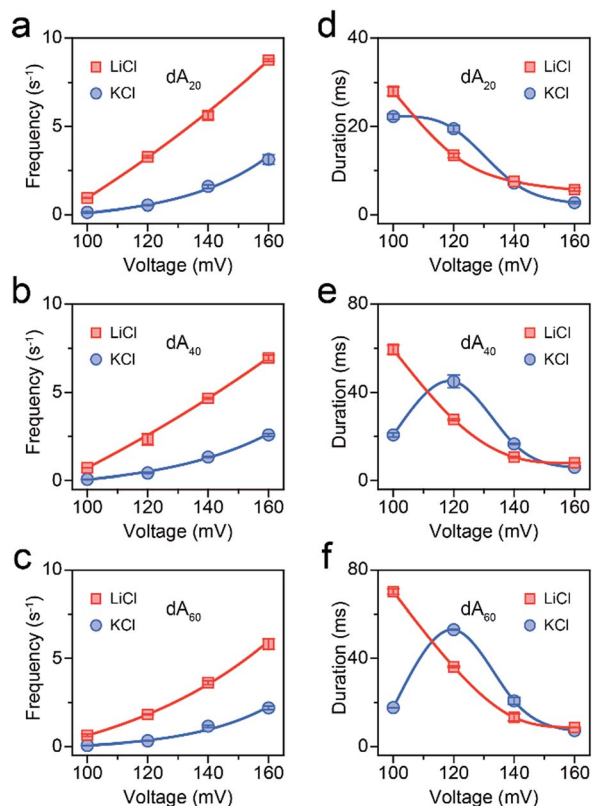 a
LiCl
KCl
dA20
Frequency (s⁻¹)
10
5
0
100 120 140 160
Voltage (mV)
d
dA20
LiCl
KCl
Duration (ms)
40
20
0
100 120 140 160
Voltage (mV)
b
LiCl
KCl
dA40
Frequency (s⁻¹)
10
5
0
100 120 140 160
Voltage (mV)
e
dA40
LiCl
KCl
Duration (ms)
80
40
0
100 120 140 160
Voltage (mV)
c
LiCl
KCl
dA60
Frequency (s⁻¹)
10
5
0
100 120 140 160
Voltage (mV)
f
dA60
LiCl
KCl
Duration (ms)
80
40
0
100 120 140 160
Voltage (mV)